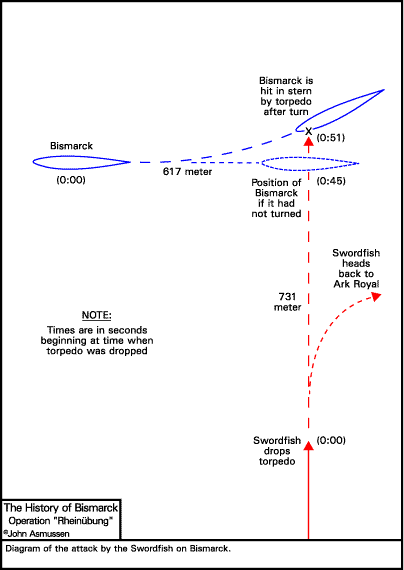 Bismarck is
hit in stern
by torpedo
after turn
X
(0:51)
Bismarck
(0:00)
617 meter
Position of
Bismarck
if it had
not turned
(0:45)
Swordfish
heads
back to
Ark Royal
731
meter
NOTE:
Times are in seconds
beginning at time when
torpedo was dropped
Swordfish
drops
torpedo
(0:00)
The History of Bismarck
Operation "Rheinübung"
©John Asmussen
Diagram of the attack by the Swordfish on Bismarck.